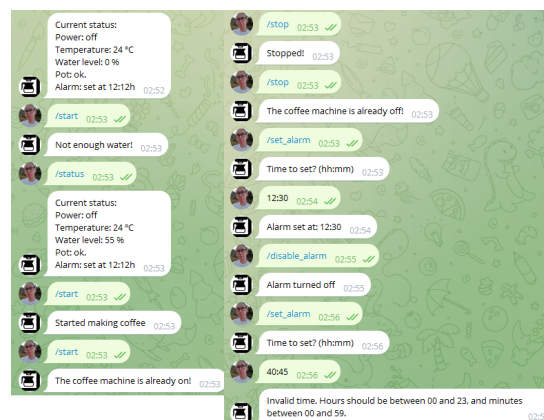 Current status:
Power: off
Temperature: 24 ºC
Water level: 0 %
Pot: ok.
Alarm: set at 12:12h 02:52
/start 02:53
Not enough water! 02:53
/status 02:53
Current status:
Power: off
Temperature: 24 ºC
Water level: 55 %
Pot: ok.
Alarm: set at 12:12h 02:53
/start 02:53
Started making coffee 02:53
/start 02:53
The coffee machine is already on! 02:53
/stop 02:53
Stopped! 02:53
/stop 02:53
The coffee machine is already off! 02:53
/set_alarm 02:53
Time to set? (hh:mm) 02:53
12:30 02:54
Alarm set at: 12:30 02:54
/disable_alarm 02:55
Alarm turned off 02:55
/set_alarm 02:56
Time to set? (hh:mm) 02:56
40:45 02:56
Invalid time. Hours should be between 00 and 23, and minutes
between 00 and 59.